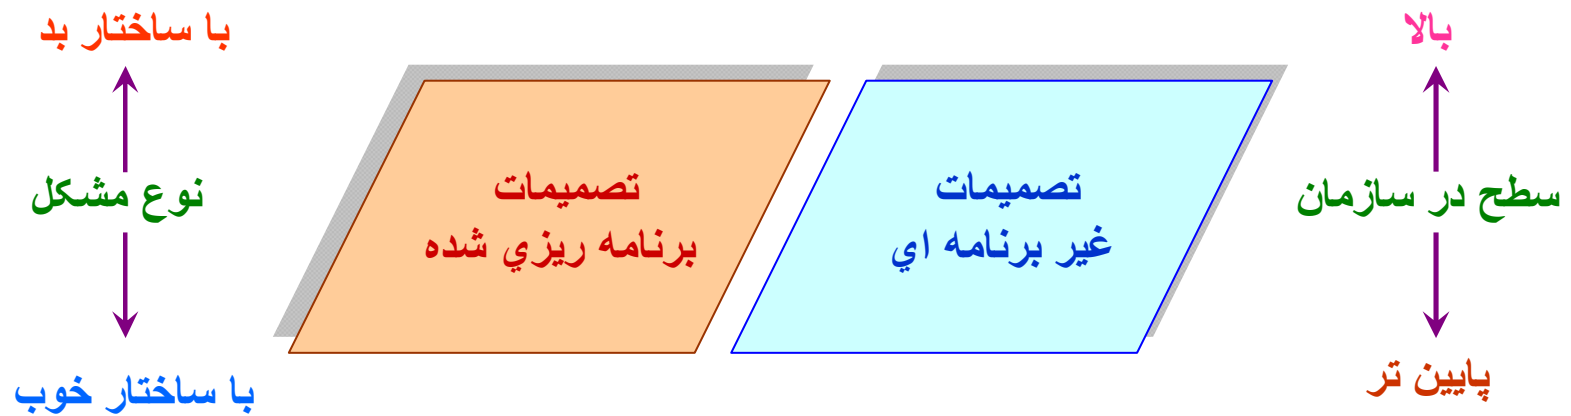 بالا
سطح در سازمان
پايين تر
تصميمات
غير برنامه اي
تصميمات
برنامه ريزي شده
با ساختار بد
نوع مشكل
با ساختار خوب